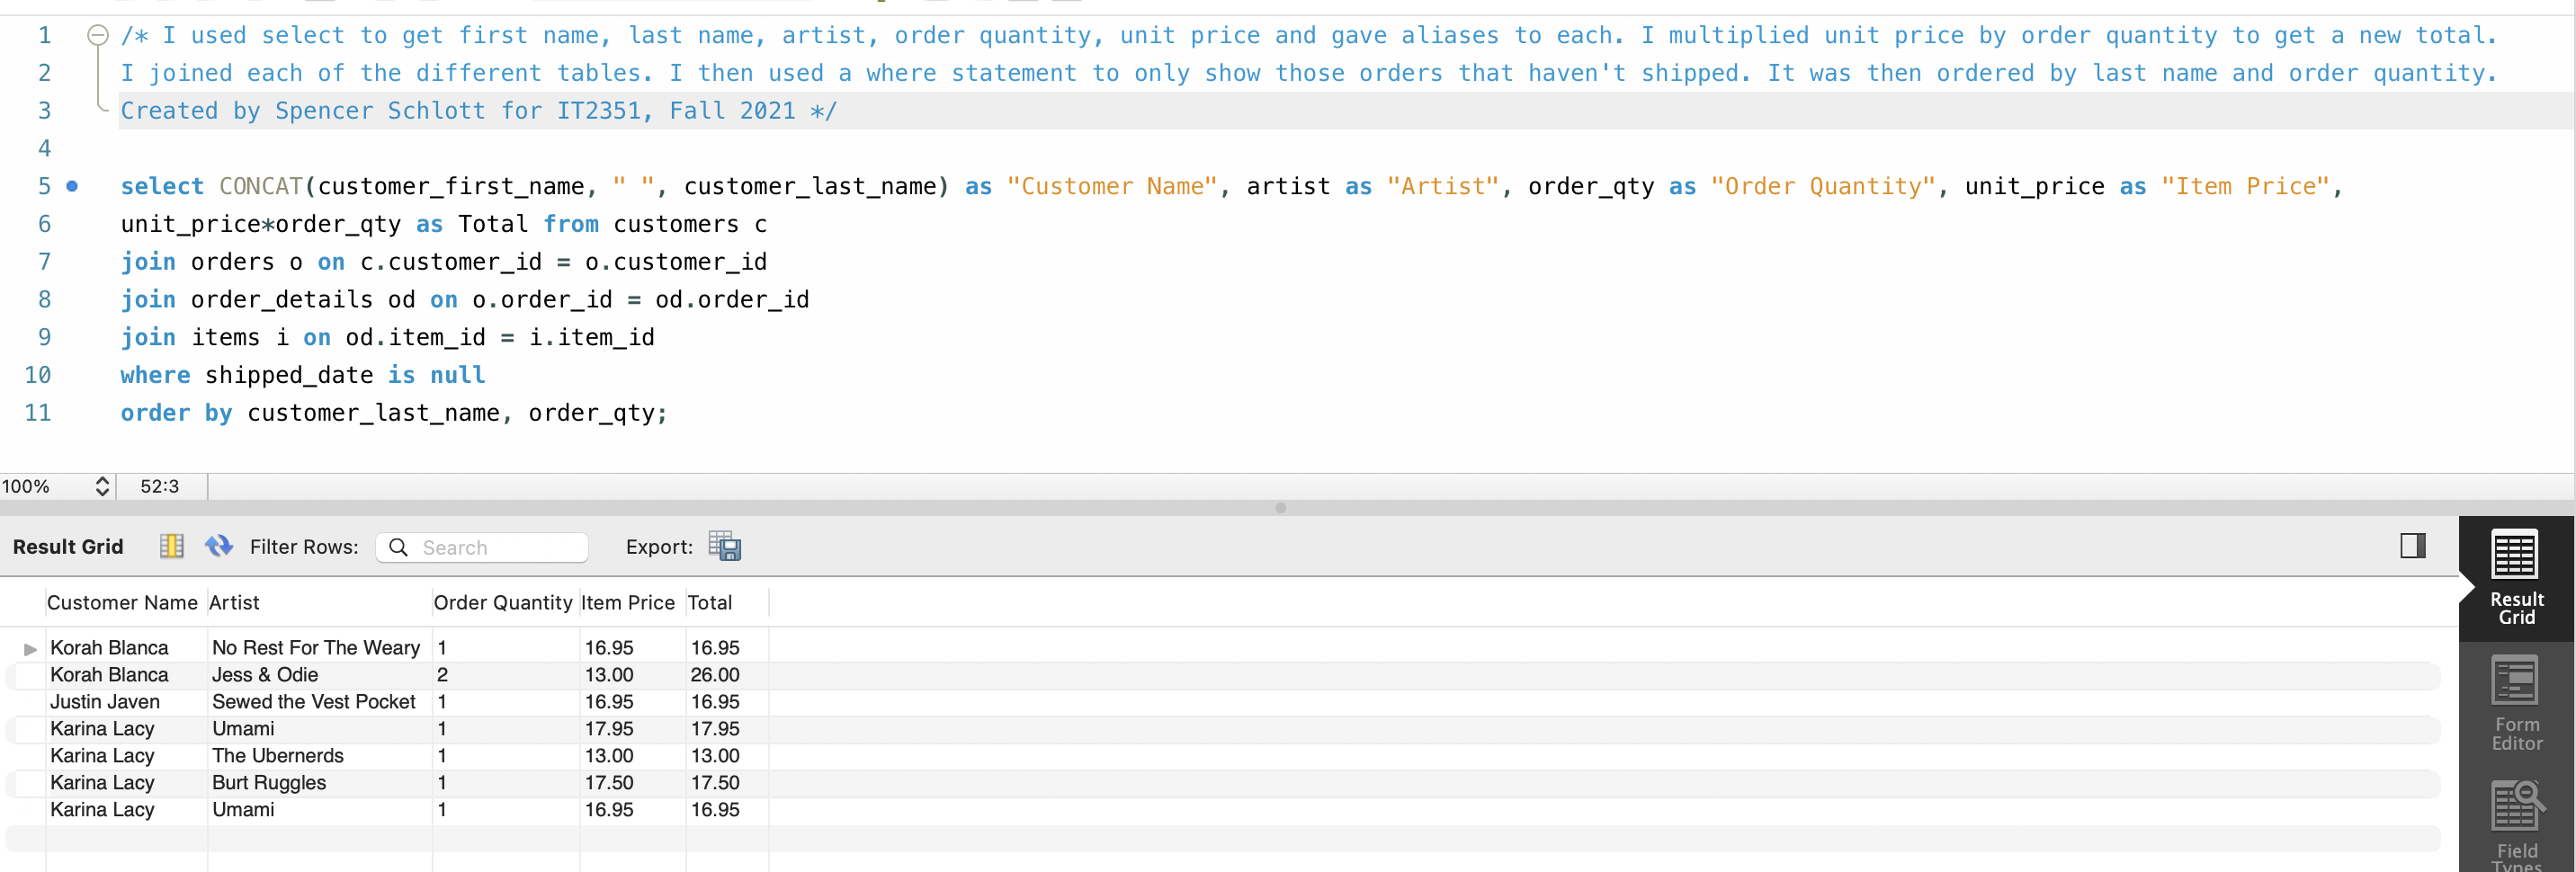 1 /* I used select to get first name, last name, artist, order quantity, unit price and gave aliases to each. I multiplied unit price by order quantity to get a new total.
2 I joined each of the different tables. I then used a where statement to only show those orders that haven't shipped. It was then ordered by last name and order quantity.
3 Created by Spencer Schlott for IT2351, Fall 2021 */
4
5 select CONCAT(customer_first_name, " ", customer_last_name) as "Customer Name", artist as "Artist", order_qty as "Order Quantity", unit_price as "Item Price",
6 unit_price*order_qty as Total from customers c
7 join orders o on c.customer_id = o.customer_id
8 join order_details od on o.order_id = od.order_id
9 join items i on od.item_id = i.item_id
10 where shipped_date is null
11 order by customer_last_name, order_qty;
100% 52:3
Result Grid Filter Rows: Search Export:
Customer Name Artist Order Quantity Item Price Total
Korah Blanca No Rest For The Weary 1 16.95 16.95
Korah Blanca Jess & Odie 2 13.00 26.00
Justin Javen Sewed the Vest Pocket 1 16.95 16.95
Karina Lacy Umami 1 17.95 17.95
Karina Lacy The Ubernerds 1 13.00 13.00
Karina Lacy Burt Ruggles 1 17.50 17.50
Karina Lacy Umami 1 16.95 16.95
Result
Grid
Form
Editor
Field
Types